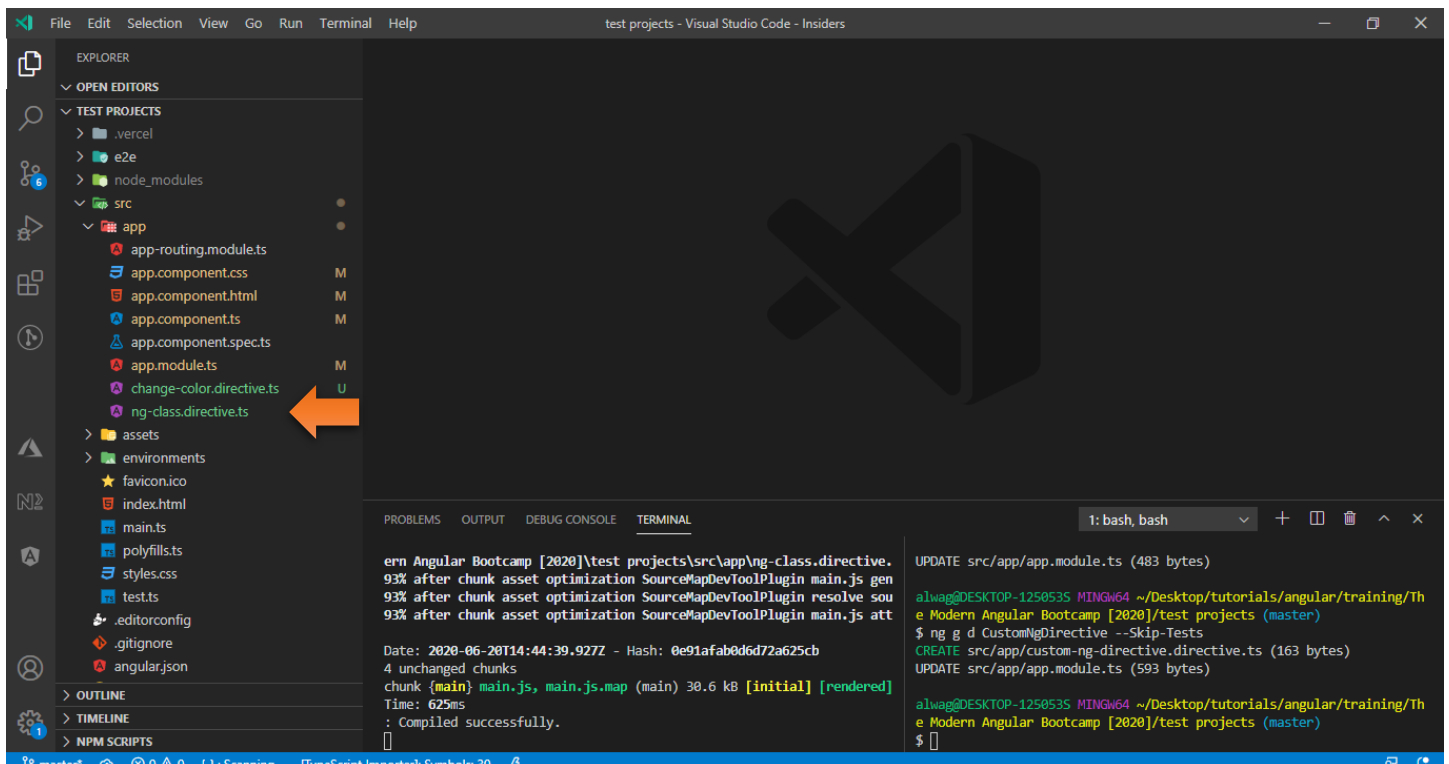 File Edit Selection View Go Run Terminal Help
test projects - Visual Studio Code - Insiders
EXPLORER
OPEN EDITORS
TEST PROJECTS
.vercel
e2e
node_modules
src
app
app-routing.module.ts
app.component.css M
app.component.html M
app.component.ts M
app.component.spec.ts
app.module.ts M
change-color.directive.ts U
ng-class.directive.ts
assets
environments
favicon.ico
index.html
main.ts
polyfills.ts
styles.css
test.ts
.editorconfig
.gitignore
angular.json
OUTLINE
TIMELINE
NPM SCRIPTS
6
1
PROBLEMS OUTPUT DEBUG CONSOLE TERMINAL
1: bash, bash
ern Angular Bootcamp [2020]\test projects\src\app\ng-class.directive.
93% after chunk asset optimization SourceMapDevToolPlugin main.js gen
93% after chunk asset optimization SourceMapDevToolPlugin resolve sou
93% after chunk asset optimization SourceMapDevToolPlugin main.js att
Date: 2020-06-20T14:44:39.927Z - Hash: 0e91afab0d6d72a625cb
4 unchanged chunks
chunk {main} main.js, main.js.map (main) 30.6 kB [initial] [rendered]
Time: 625ms
: Compiled successfully.
UPDATE src/app/app.module.ts (483 bytes)
alwag@DESKTOP-125053S MINGW64 ~/Desktop/tutorials/angular/training/Th
e Modern Angular Bootcamp [2020]/test projects (master)
$ ng g d CustomNgDirective --Skip-Tests
CREATE src/app/custom-ng-directive.directive.ts (163 bytes)
UPDATE src/app/app.module.ts (593 bytes)
alwag@DESKTOP-125053S MINGW64 ~/Desktop/tutorials/angular/training/Th
e Modern Angular Bootcamp [2020]/test projects (master)
$